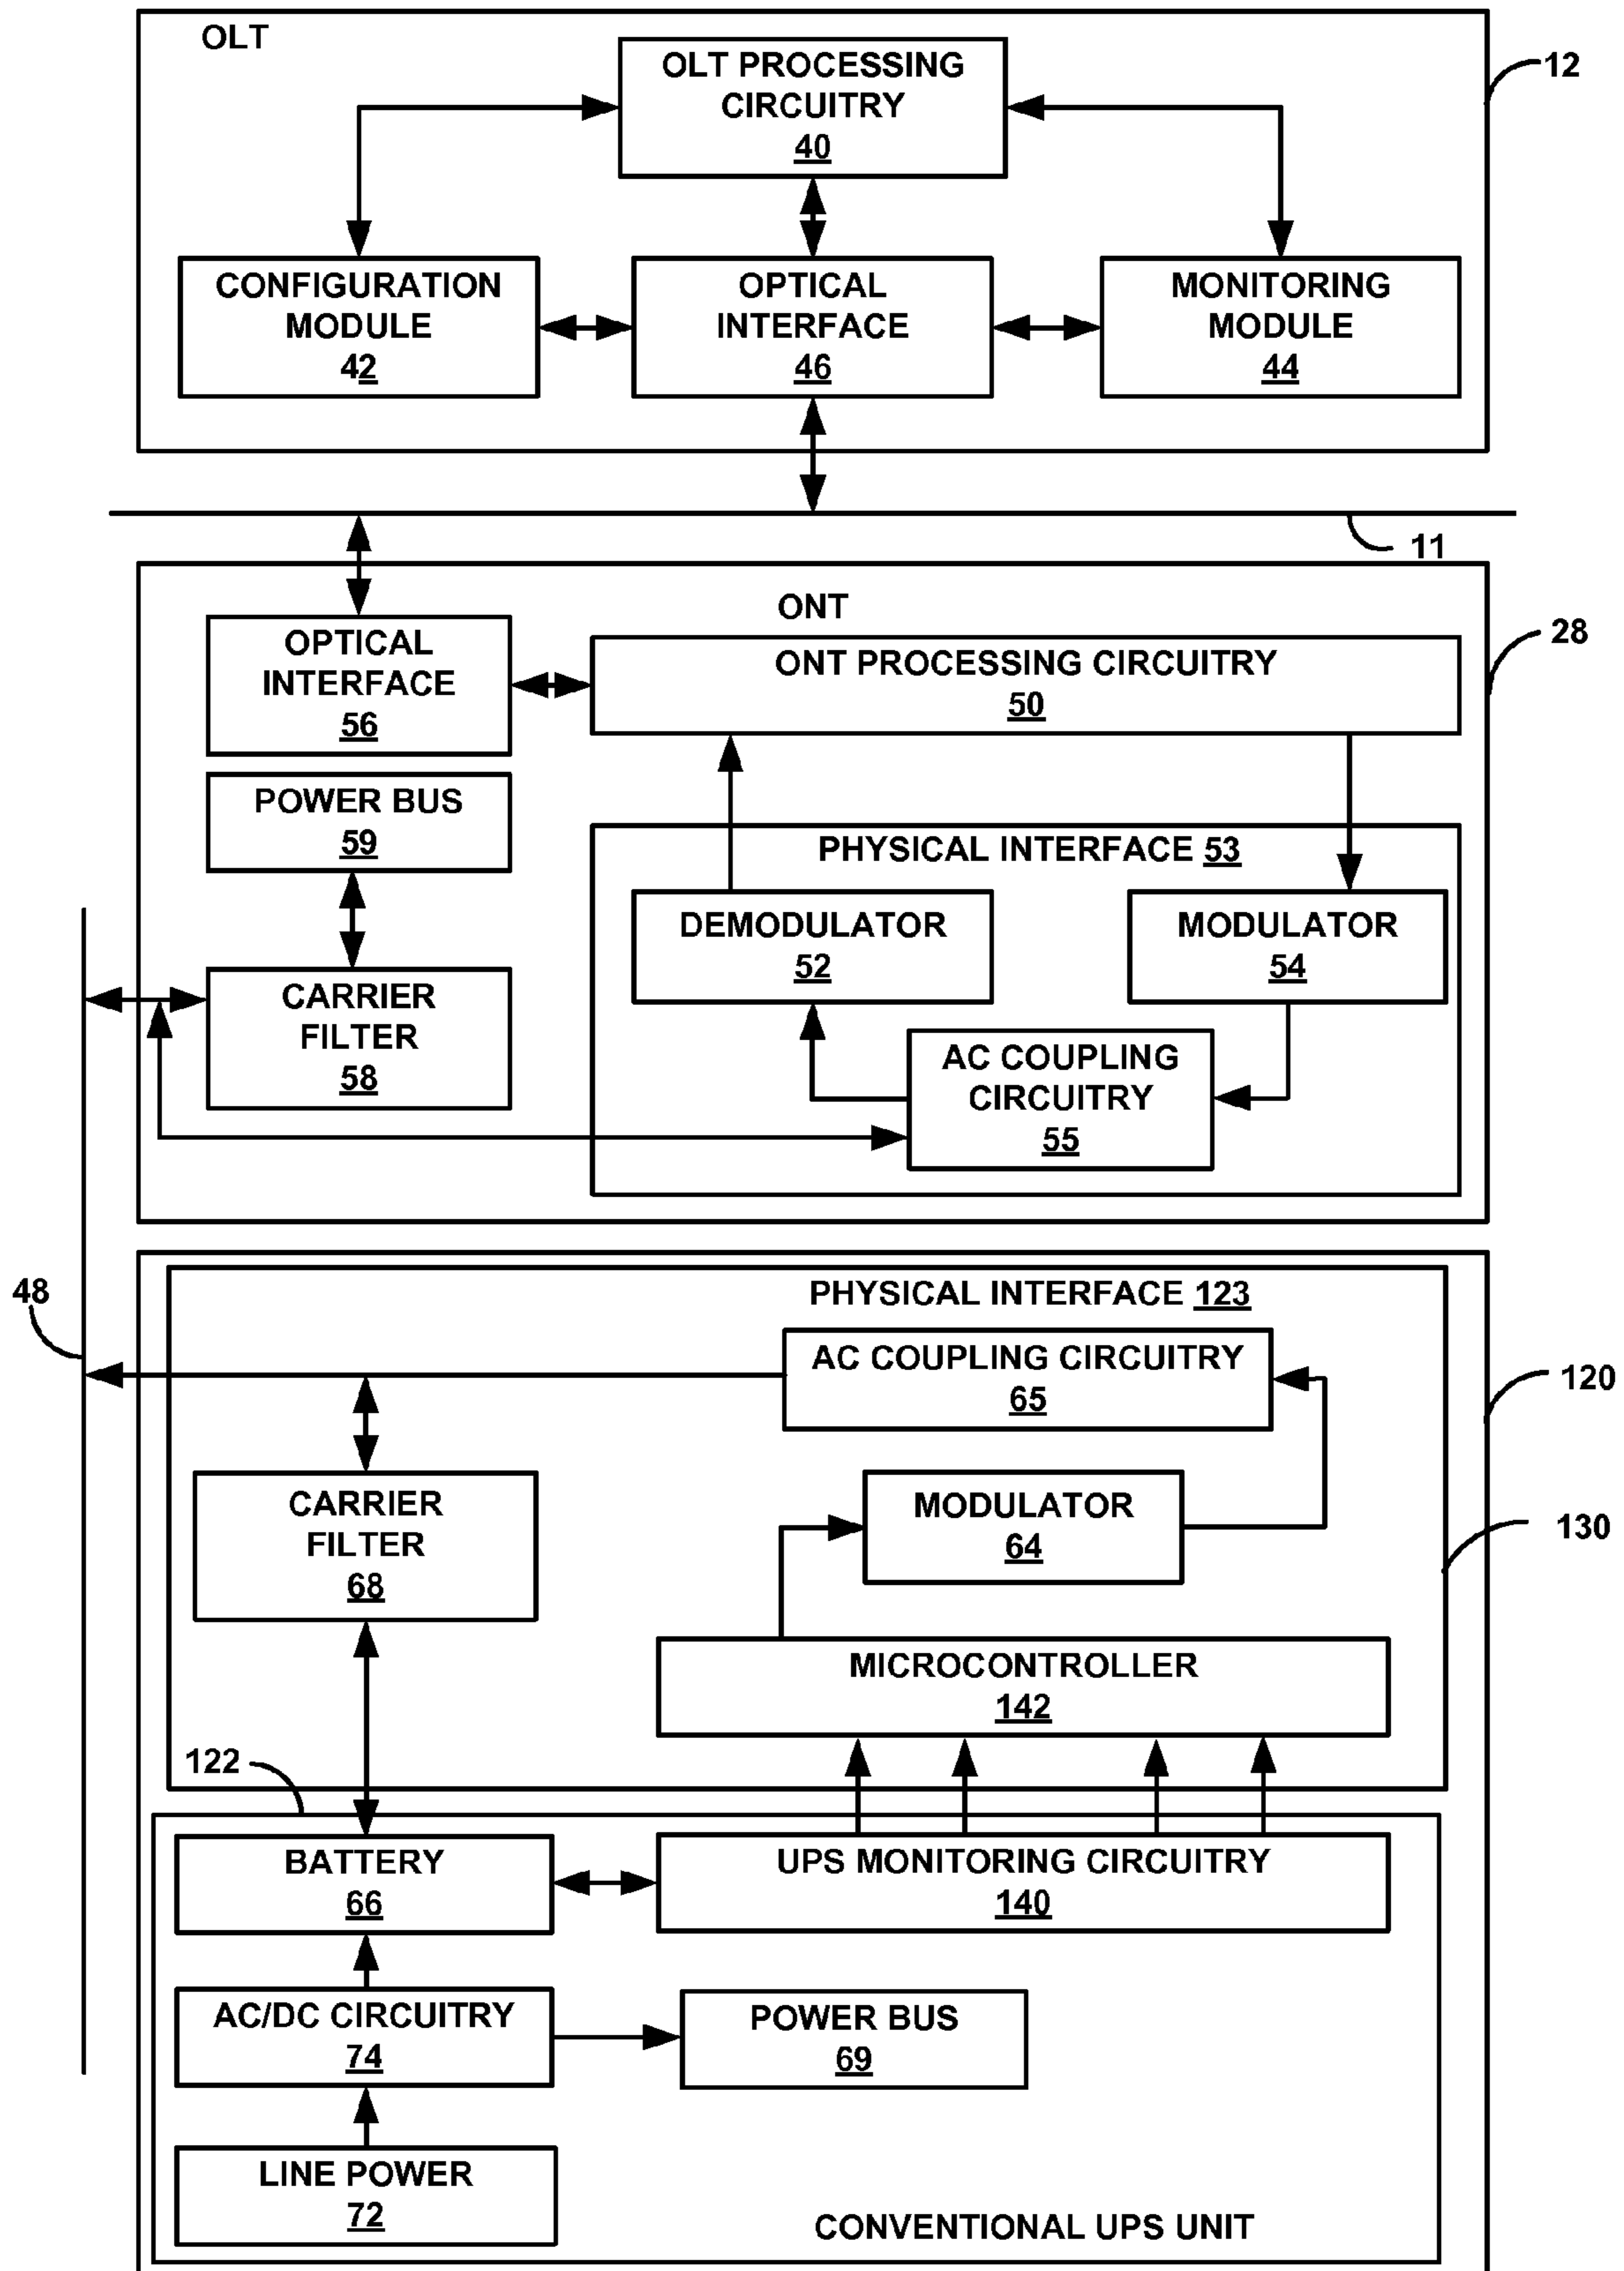 OLT
OLT PROCESSING
CIRCUITRY
40
12
CONFIGURATION
MODULE
42
OPTICAL
INTERFACE
46
MONITORING
MODULE
44
11
ONT
28
OPTICAL
INTERFACE
56
ONT PROCESSING CIRCUITRY
50
POWER BUS
59
PHYSICAL INTERFACE 53
DEMODULATOR
52
MODULATOR
54
CARRIER
FILTER
58
AC COUPLING
CIRCUITRY
55
48
PHYSICAL INTERFACE 123
AC COUPLING CIRCUITRY
65
120
CARRIER
FILTER
68
MODULATOR
64
130
MICROCONTROLLER
142
122
BATTERY
66
UPS MONITORING CIRCUITRY
140
AC/DC CIRCUITRY
74
POWER BUS
69
LINE POWER
72
CONVENTIONAL UPS UNIT